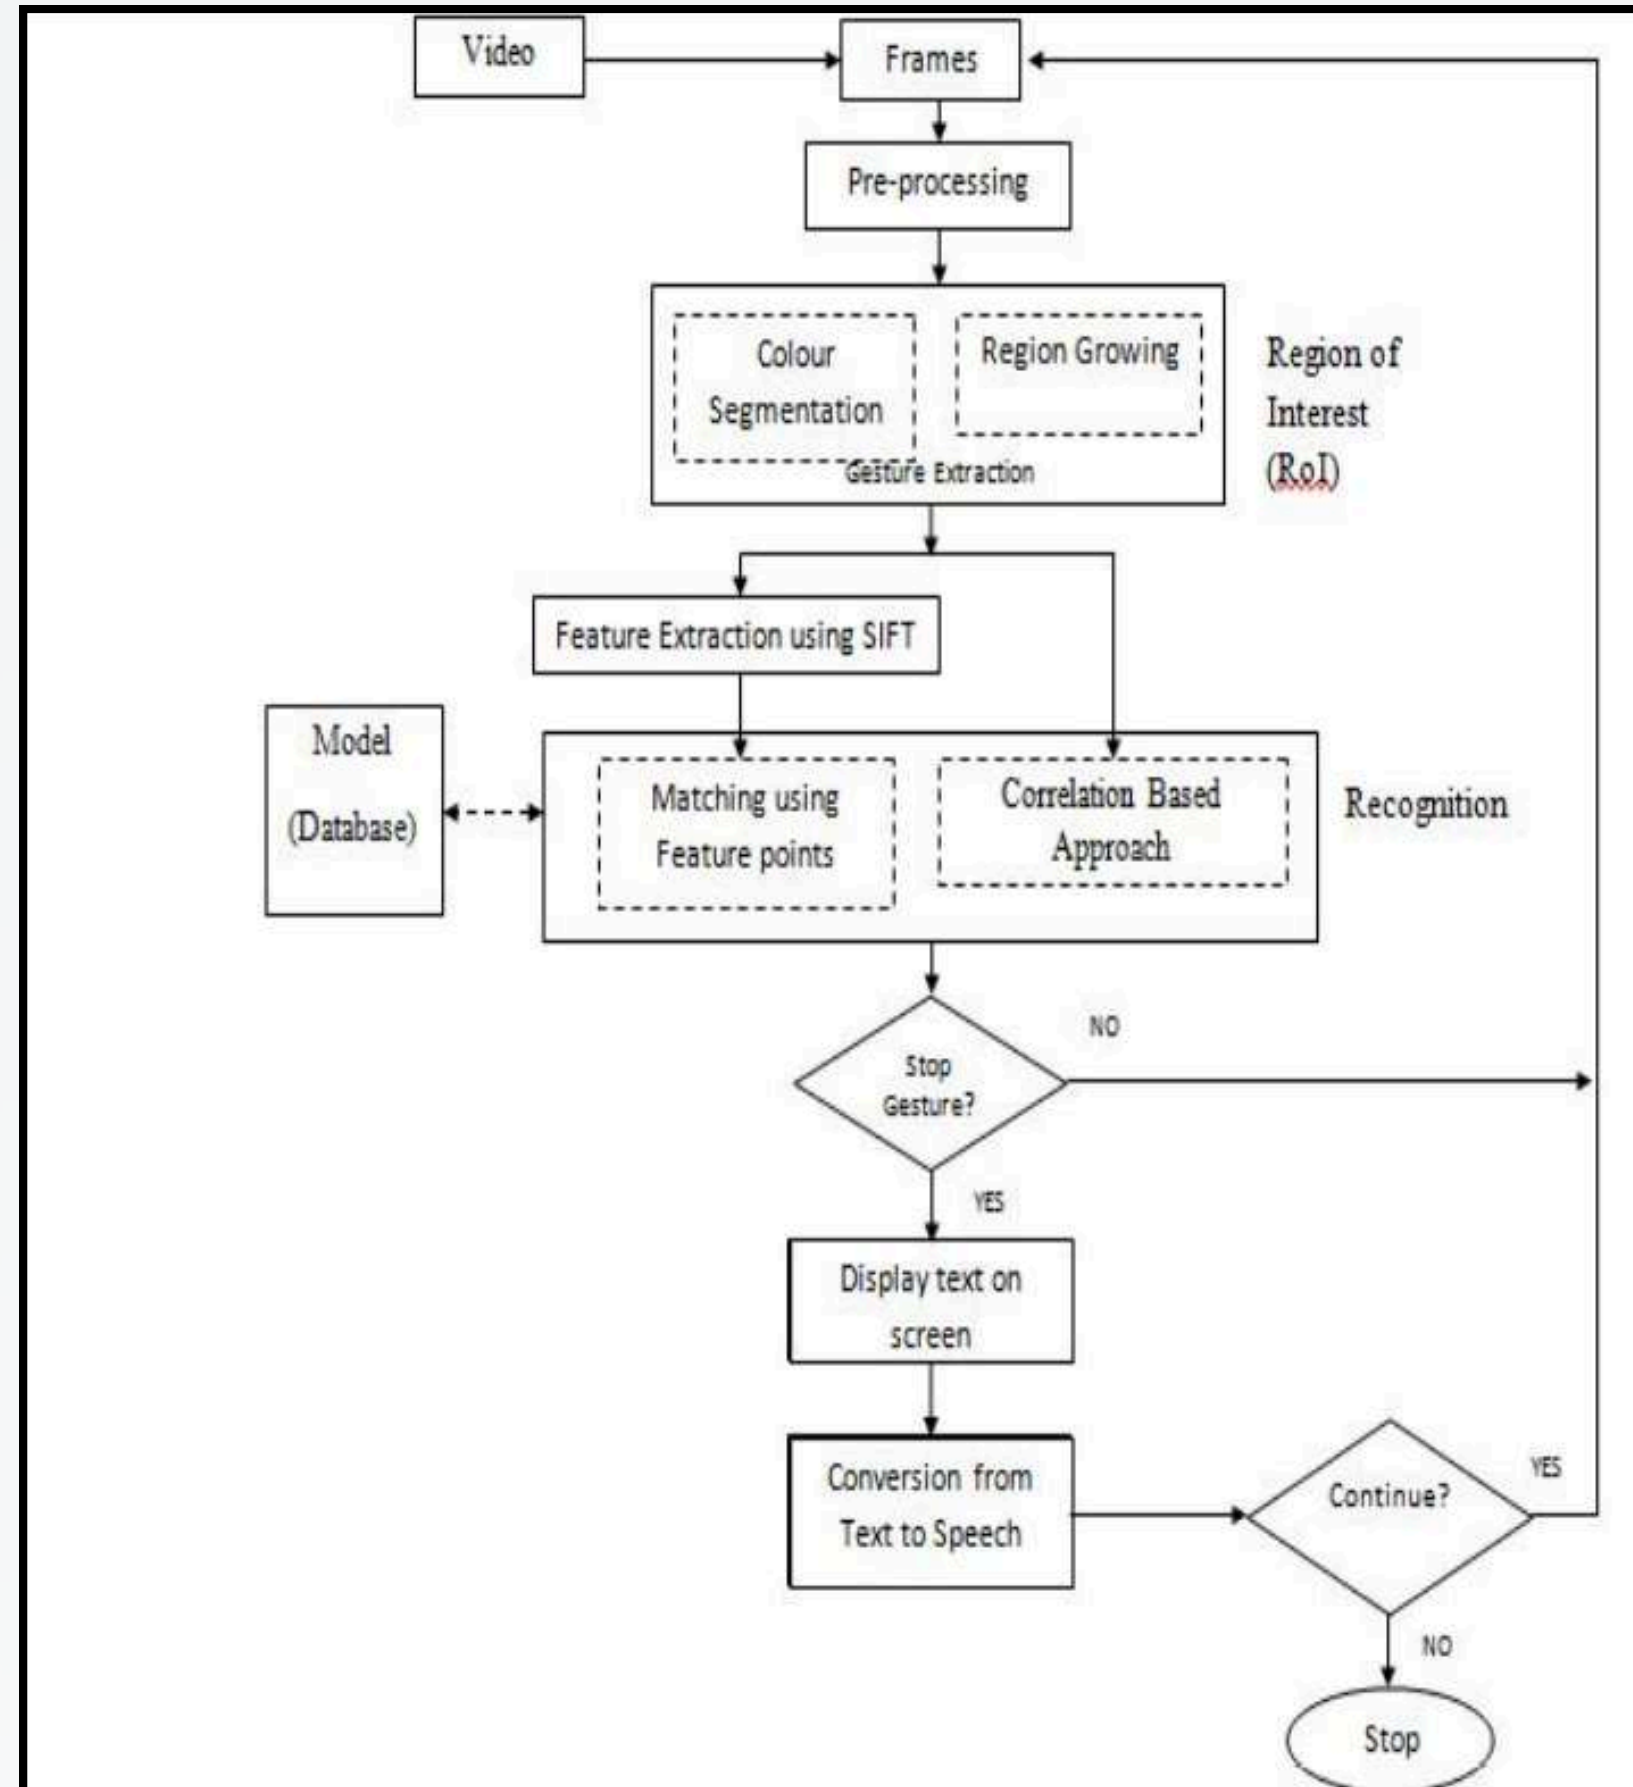 Video
Frames
Pre-processing
Colour
Segmentation
Region Growing
Gesture Extraction
Region of
Interest
(RoI)
Feature Extraction using SIFT
Model
(Database)
Matching using
Feature points
Correlation Based
Approach
Recognition
Stop
Gesture?
NO
YES
Display text on
screen
Conversion from
Text to Speech
Continue?
YES
NO
Stop